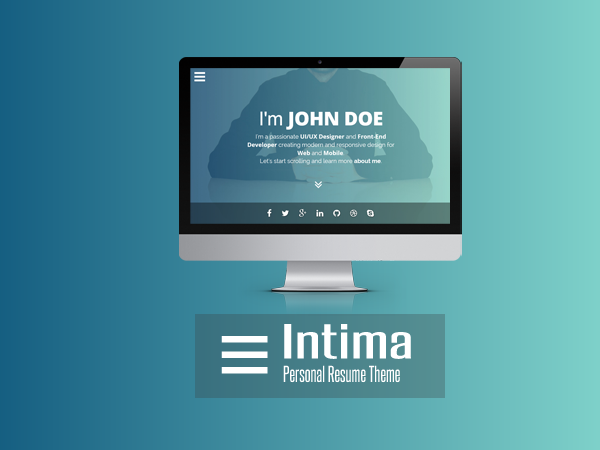 I'm JOHN DOE
I'm a passionate UI/UX Designer and Front-End
Developer creating modern and responsive design for
Web and Mobile
Let's start scrolling and learn more about me
Intima
Personal Resume Theme